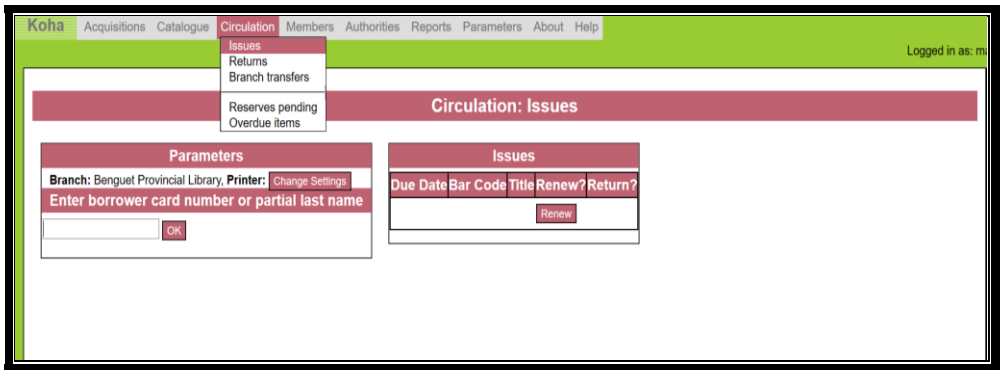 Koha Acquisitions Catalogue Circulation Members Authorities Reports Parameters About Help
Issues
Returns
Branch transfers
Reserves pending
Overdue items
Logged in as:
Circulation: Issues
Parameters
Branch: Benguet Provincial Library, Printer: Change Settings
Enter borrower card number or partial last name
OK
Issues
Due Date Bar Code Title Renew? Return?
Renew